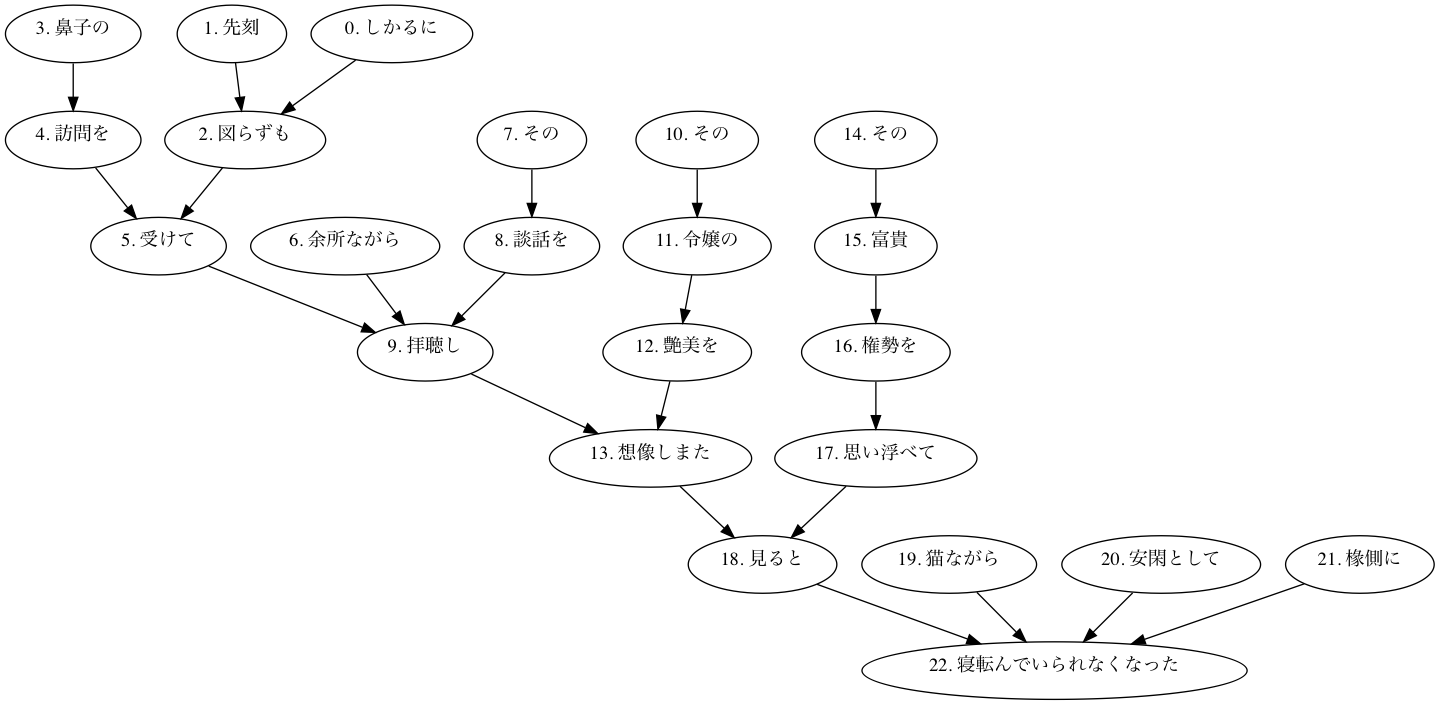 3. 鼻子の
1. 先刻
0. しかるに
4. 訪問を
2. 図らずも
7. その
10. その
14. その
5. 受けて
6. 余所ながら
8. 談話を
11. 令嬢の
15. 富貴
9. 拝聴し
12. 艶美を
16. 権勢を
13. 想像しまた
17. 思い浮べて
18. 見ると
19. 猫ながら
20. 安閑として
21. 椽側に
22. 寝転んでいられなくなった